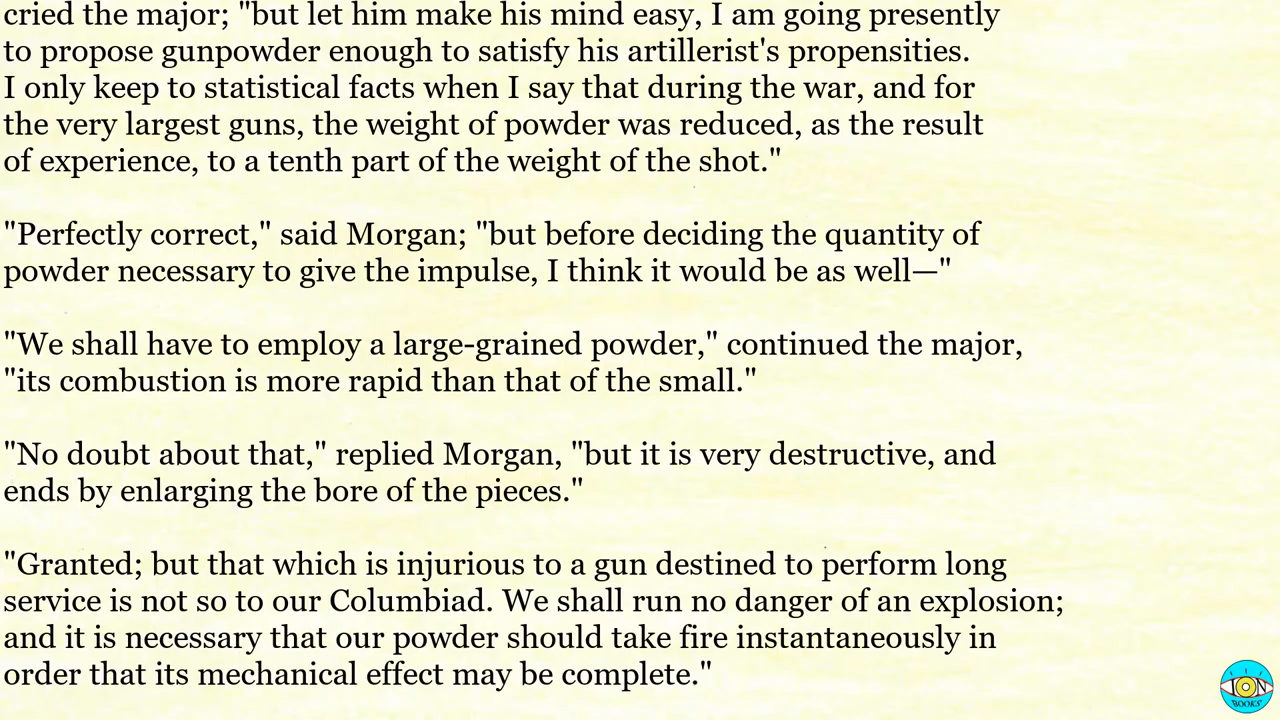 cried the major; "but let him make his mind easy, I am going presently
to propose gunpowder enough to satisfy his artillerist's propensities.
I only keep to statistical facts when I say that during the war, and for
the very largest guns, the weight of powder was reduced, as the result
of experience, to a tenth part of the weight of the shot."
"Perfectly correct," said Morgan; "but before deciding the quantity of
powder necessary to give the impulse, I think it would be as well—"
"We shall have to employ a large-grained powder," continued the major,
"its combustion is more rapid than that of the small."
"No doubt about that," replied Morgan, "but it is very destructive, and
ends by enlarging the bore of the pieces."
"Granted; but that which is injurious to a gun destined to perform long
service is not so to our Columbiad. We shall run no danger of an explosion;
and it is necessary that our powder should take fire instantaneously in
order that its mechanical effect may be complete."
ION
BOOKS